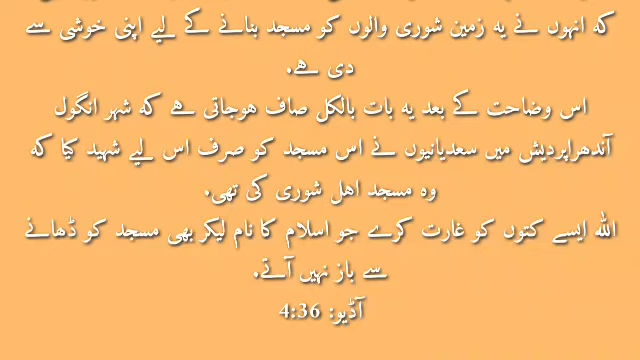 کہ انہوں نے یہ زمین شوری والوں کو مسجد بنانے کے لیے اپنی خوشی سے
دی ہے.
اس وضاحت کے بعد یہ بات بالکل صاف ہوجاتی ہے کہ شہر انگول
آندھراپردیش میں سعدیانیوں نے اس مسجد کو صرف اس لیے شہید کیا کہ
وہ مسجد اہل شوری کی تھی.
اللہ ایسے کتوں کو غارت کرے جو اسلام کا نام لیکر بھی مسجد کو ڈھانے
سے باز نہیں آتے.
آڈیو: 4:36